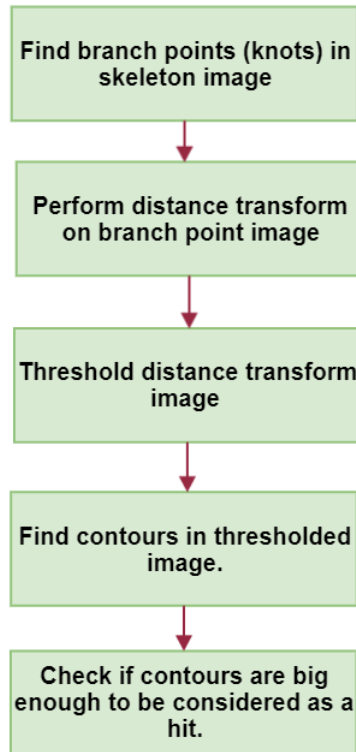 Find branch points (knots) in
skeleton image
Perform distance transform
on branch point image
Threshold distance transform
image
Find contours in thresholded
image.
Check if contours are big
enough to be considered as a
hit.